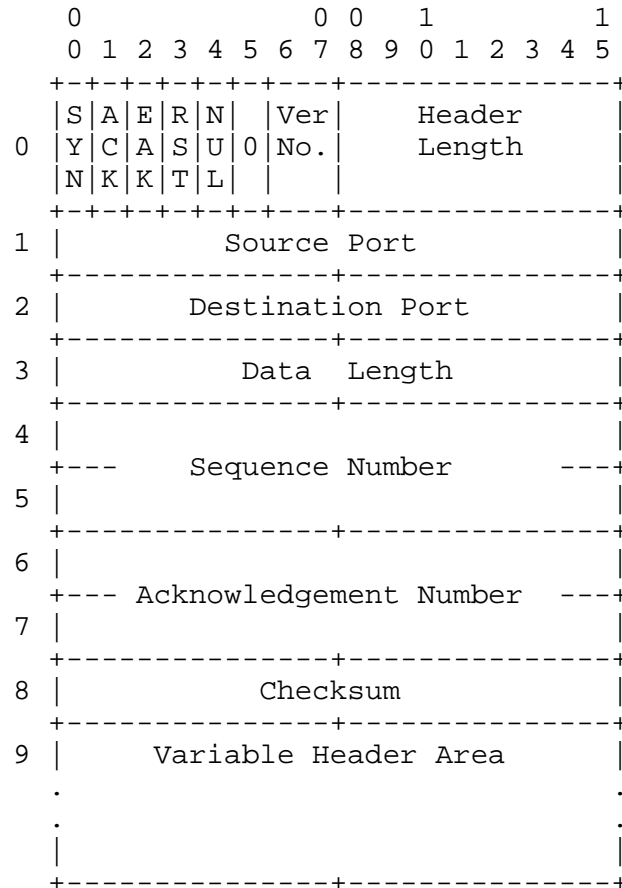 0             0 0   1         1
 0 1 2 3 4 5 6 7 8 9 0 1 2 3 4 5
+-+-+-+-+-+-+---+---------------+
|S|A|E|R|N| |Ver|    Header     |
0 |Y|C|A|S|U|0|No.|    Length     |
|N|K|K|T|L| |   |               |
+-+-+-+-+-+-+---+---------------+
1 |         Source Port           |
+---------------+---------------+
2 |       Destination Port        |
+---------------+---------------+
3 |          Data  Length         |
+---------------+---------------+
4 |                               |
+---    Sequence Number      ---+
5 |                               |
+---------------+---------------+
6 |                               |
+--- Acknowledgement Number  ---+
7 |                               |
+---------------+---------------+
8 |           Checksum            |
+---------------+---------------+
9 |     Variable Header Area      |
.                               .
.                               .
|                               |
+---------------+---------------+